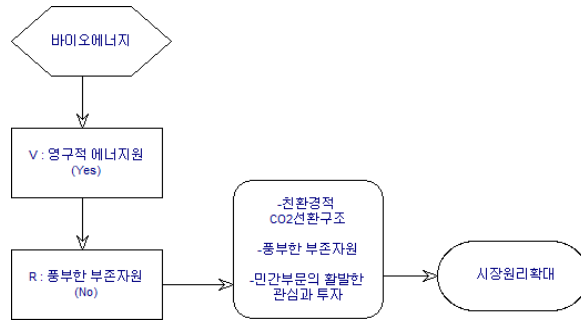 바이오에너지
V : 영구적 에너지원
(Yes)
R : 풍부한 부존자원
(No)
-친환경적
CO2선환구조
-풍부한 부존자원
-민간부문의 활발한
관심과 투자
시장원리확대